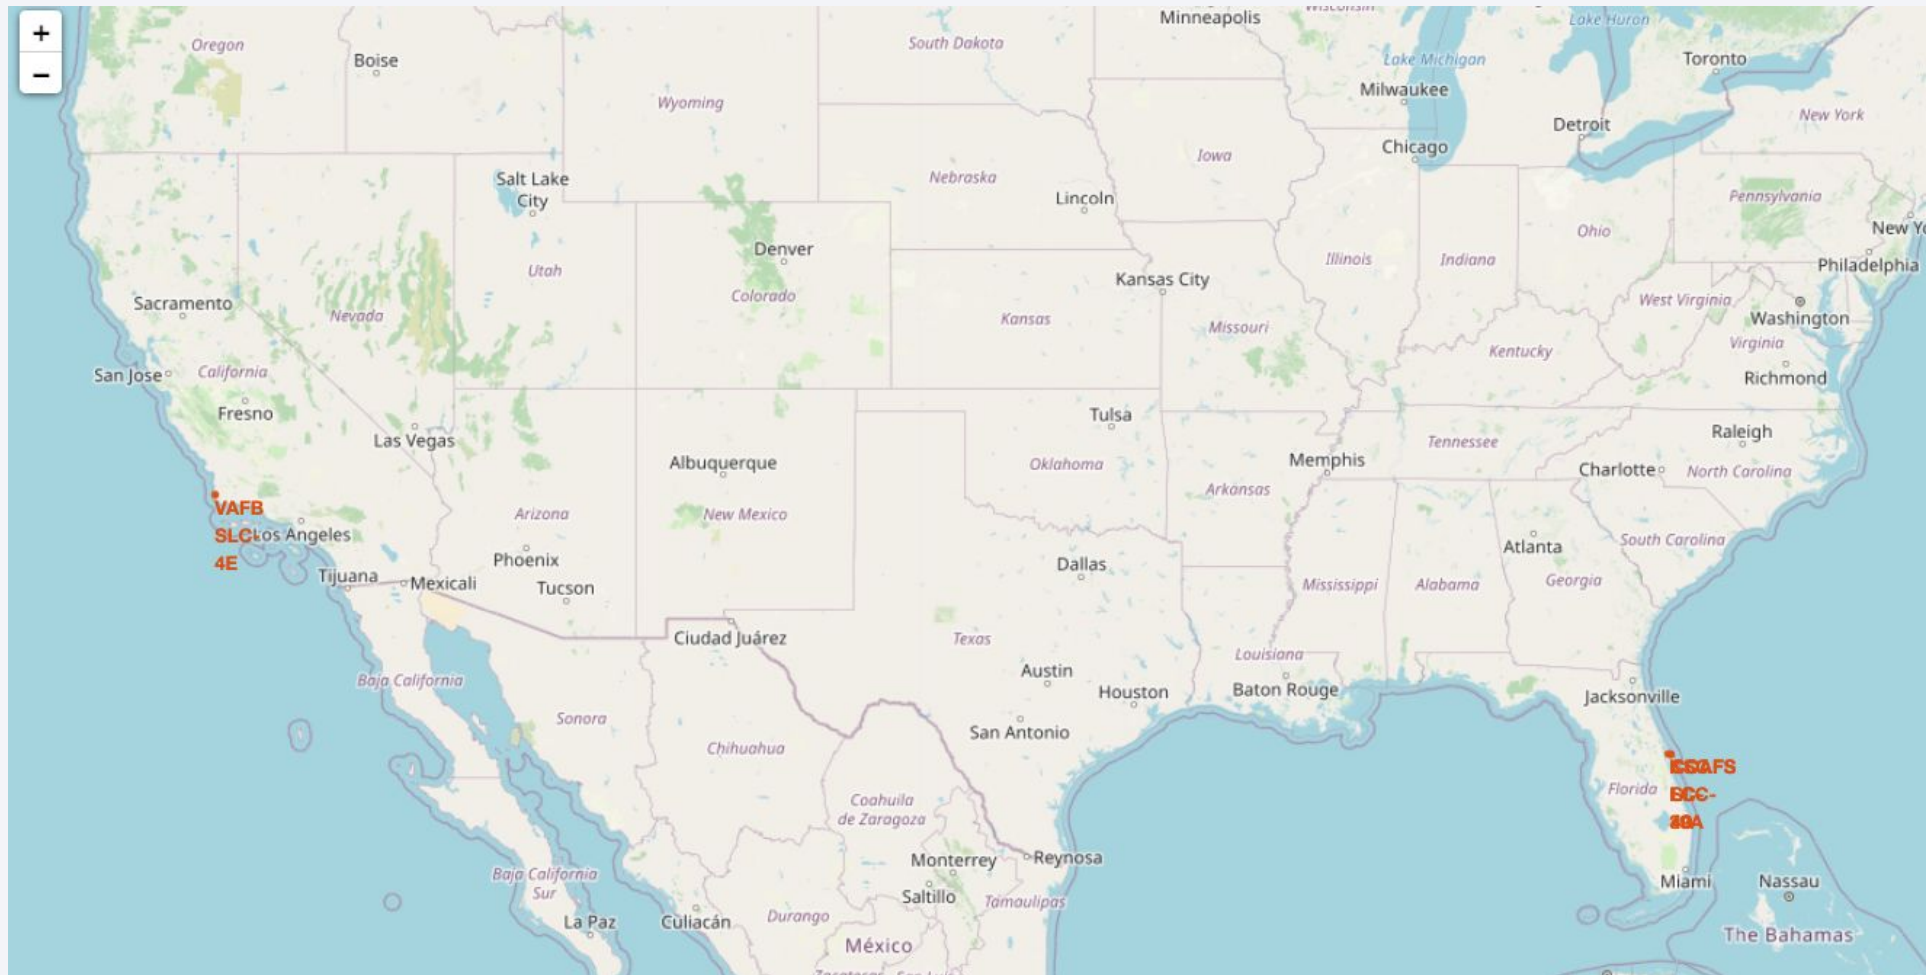 +
−
Oregon
Boise
South Dakota
Minneapolis
Wisconsin
Lake Huron
Lake Michigan
Toronto
Wyoming
Milwaukee
New York
Detroit
Chicago
Iowa
Salt Lake
City
Nebraska
Lincoln
Pennsylvania
New Yo
Denver
Utah
Colorado
Illinois
Indiana
Ohio
Philadelphia
Sacramento
Nevada
Kansas City
Kansas
Missouri
West Virginia
Washington
Virginia
Kentucky
Richmond
San Jose
California
Fresno
Las Vegas
Tulsa
Albuquerque
Oklahoma
Memphis
Tennessee
Raleigh
Charlotte
North Carolina
Arkansas
VAFB
SLC-
4E
Los Angeles
Arizona
New Mexico
Phoenix
Tucson
Dallas
Atlanta
South Carolina
Tijuana
Mexicali
Mississippi
Alabama
Georgia
Ciudad Juárez
Texas
Louisiana
Baja California
Austin
Houston
Baton Rouge
Jacksonville
Sonora
Chihuahua
San Antonio
Florida
Coahuila
de Zaragoza
Monterrey
Reynosa
Saltillo
Tamaulipas
Miami
Nassau
Baja California
Sur
La Paz
Culiacán
Durango
México
The Bahamas